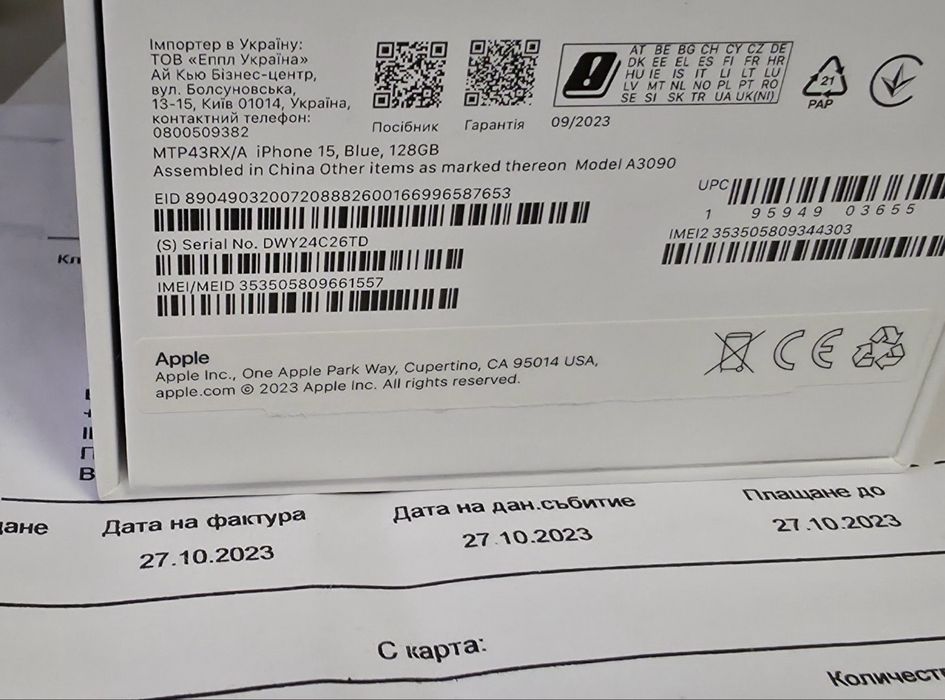 Імпортер в Україну:
ТОВ «Еппл Україна»
Ай Кью Бізнес-центр,
вул. Болсуновська,
13-15, Київ 01014, Україна,
контактний телефон:
0800509382
Посібник
Гарантія
AT BE BG CH CY CZ DE
DK EE EL ES FI FR HR
HU IE IS IT LI LT LU
LV MT NL NO PL PT RO
SE SI SK TR UA UK(NI)
09/2023
21
PAP
MTP43RX/A iPhone 15, Blue, 128GB
Assembled in China Other items as marked thereon Model A3090
EID 89049032007208882600166996587653
UPC
1 95949 03655
(S) Serial No. DWY24C26TD
IMEI2 353505809344303
IMEI/MEID 353505809661557
Apple
Apple Inc., One Apple Park Way, Cupertino, CA 95014 USA,
apple.com © 2023 Apple Inc. All rights reserved.
CE
Дата на фактура
Дата на дан.събитие
Плащане до
27.10.2023
27.10.2023
27.10.2023
С карта: